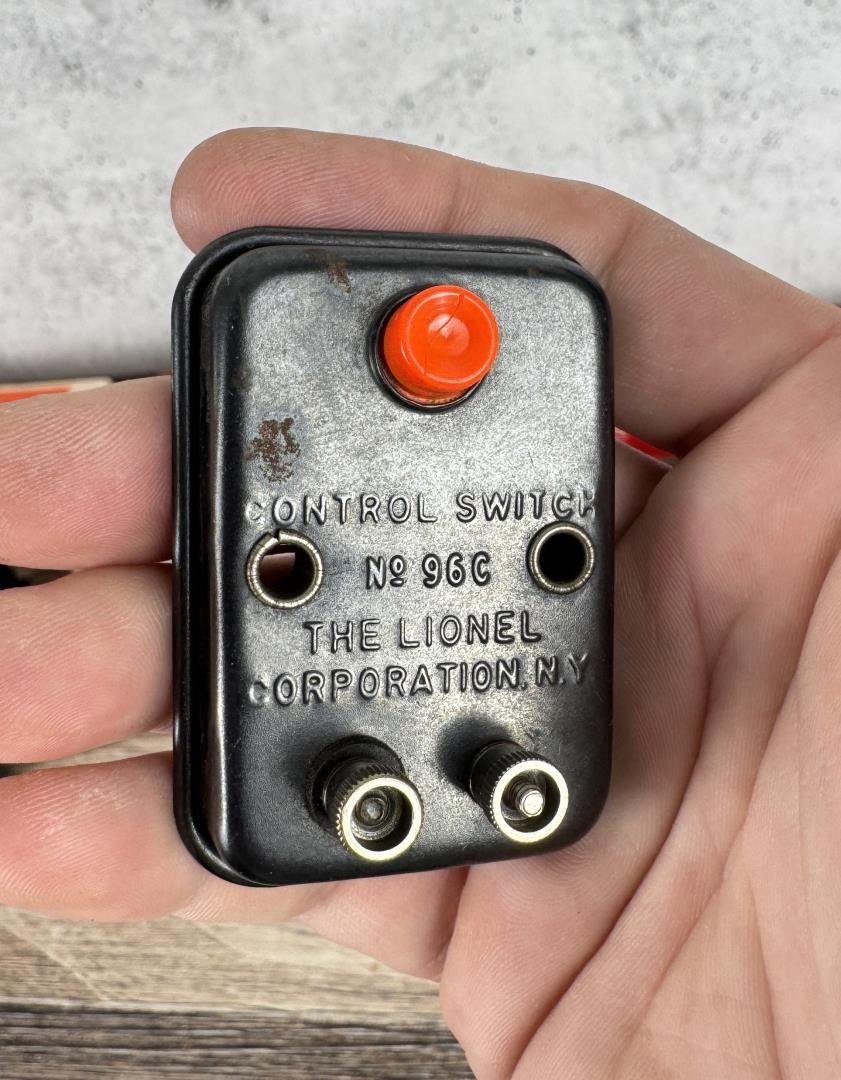 CONTROL SWITCH
Nº 96C
THE LIONEL
CORPORATION, N.Y